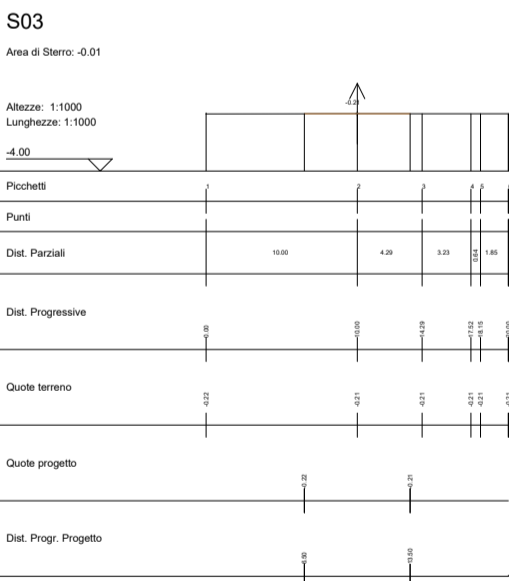 S03
Area di Sterro: -0.01
Altezze: 1:1000
Lunghezze: 1:1000
-0.21
-4.00
Picchetti 1 2 3 4 5
Punti
Dist. Parziali 10.00 4.29 3.23 0.64 1.85
Dist. Progressive 0.00 10.00 14.29 17.52 18.15
Quote terreno -0.22 -0.21 -0.21 -0.21 -0.21
Quote progetto -0.22 -0.21
Dist. Progr. Progetto 6.50 13.50